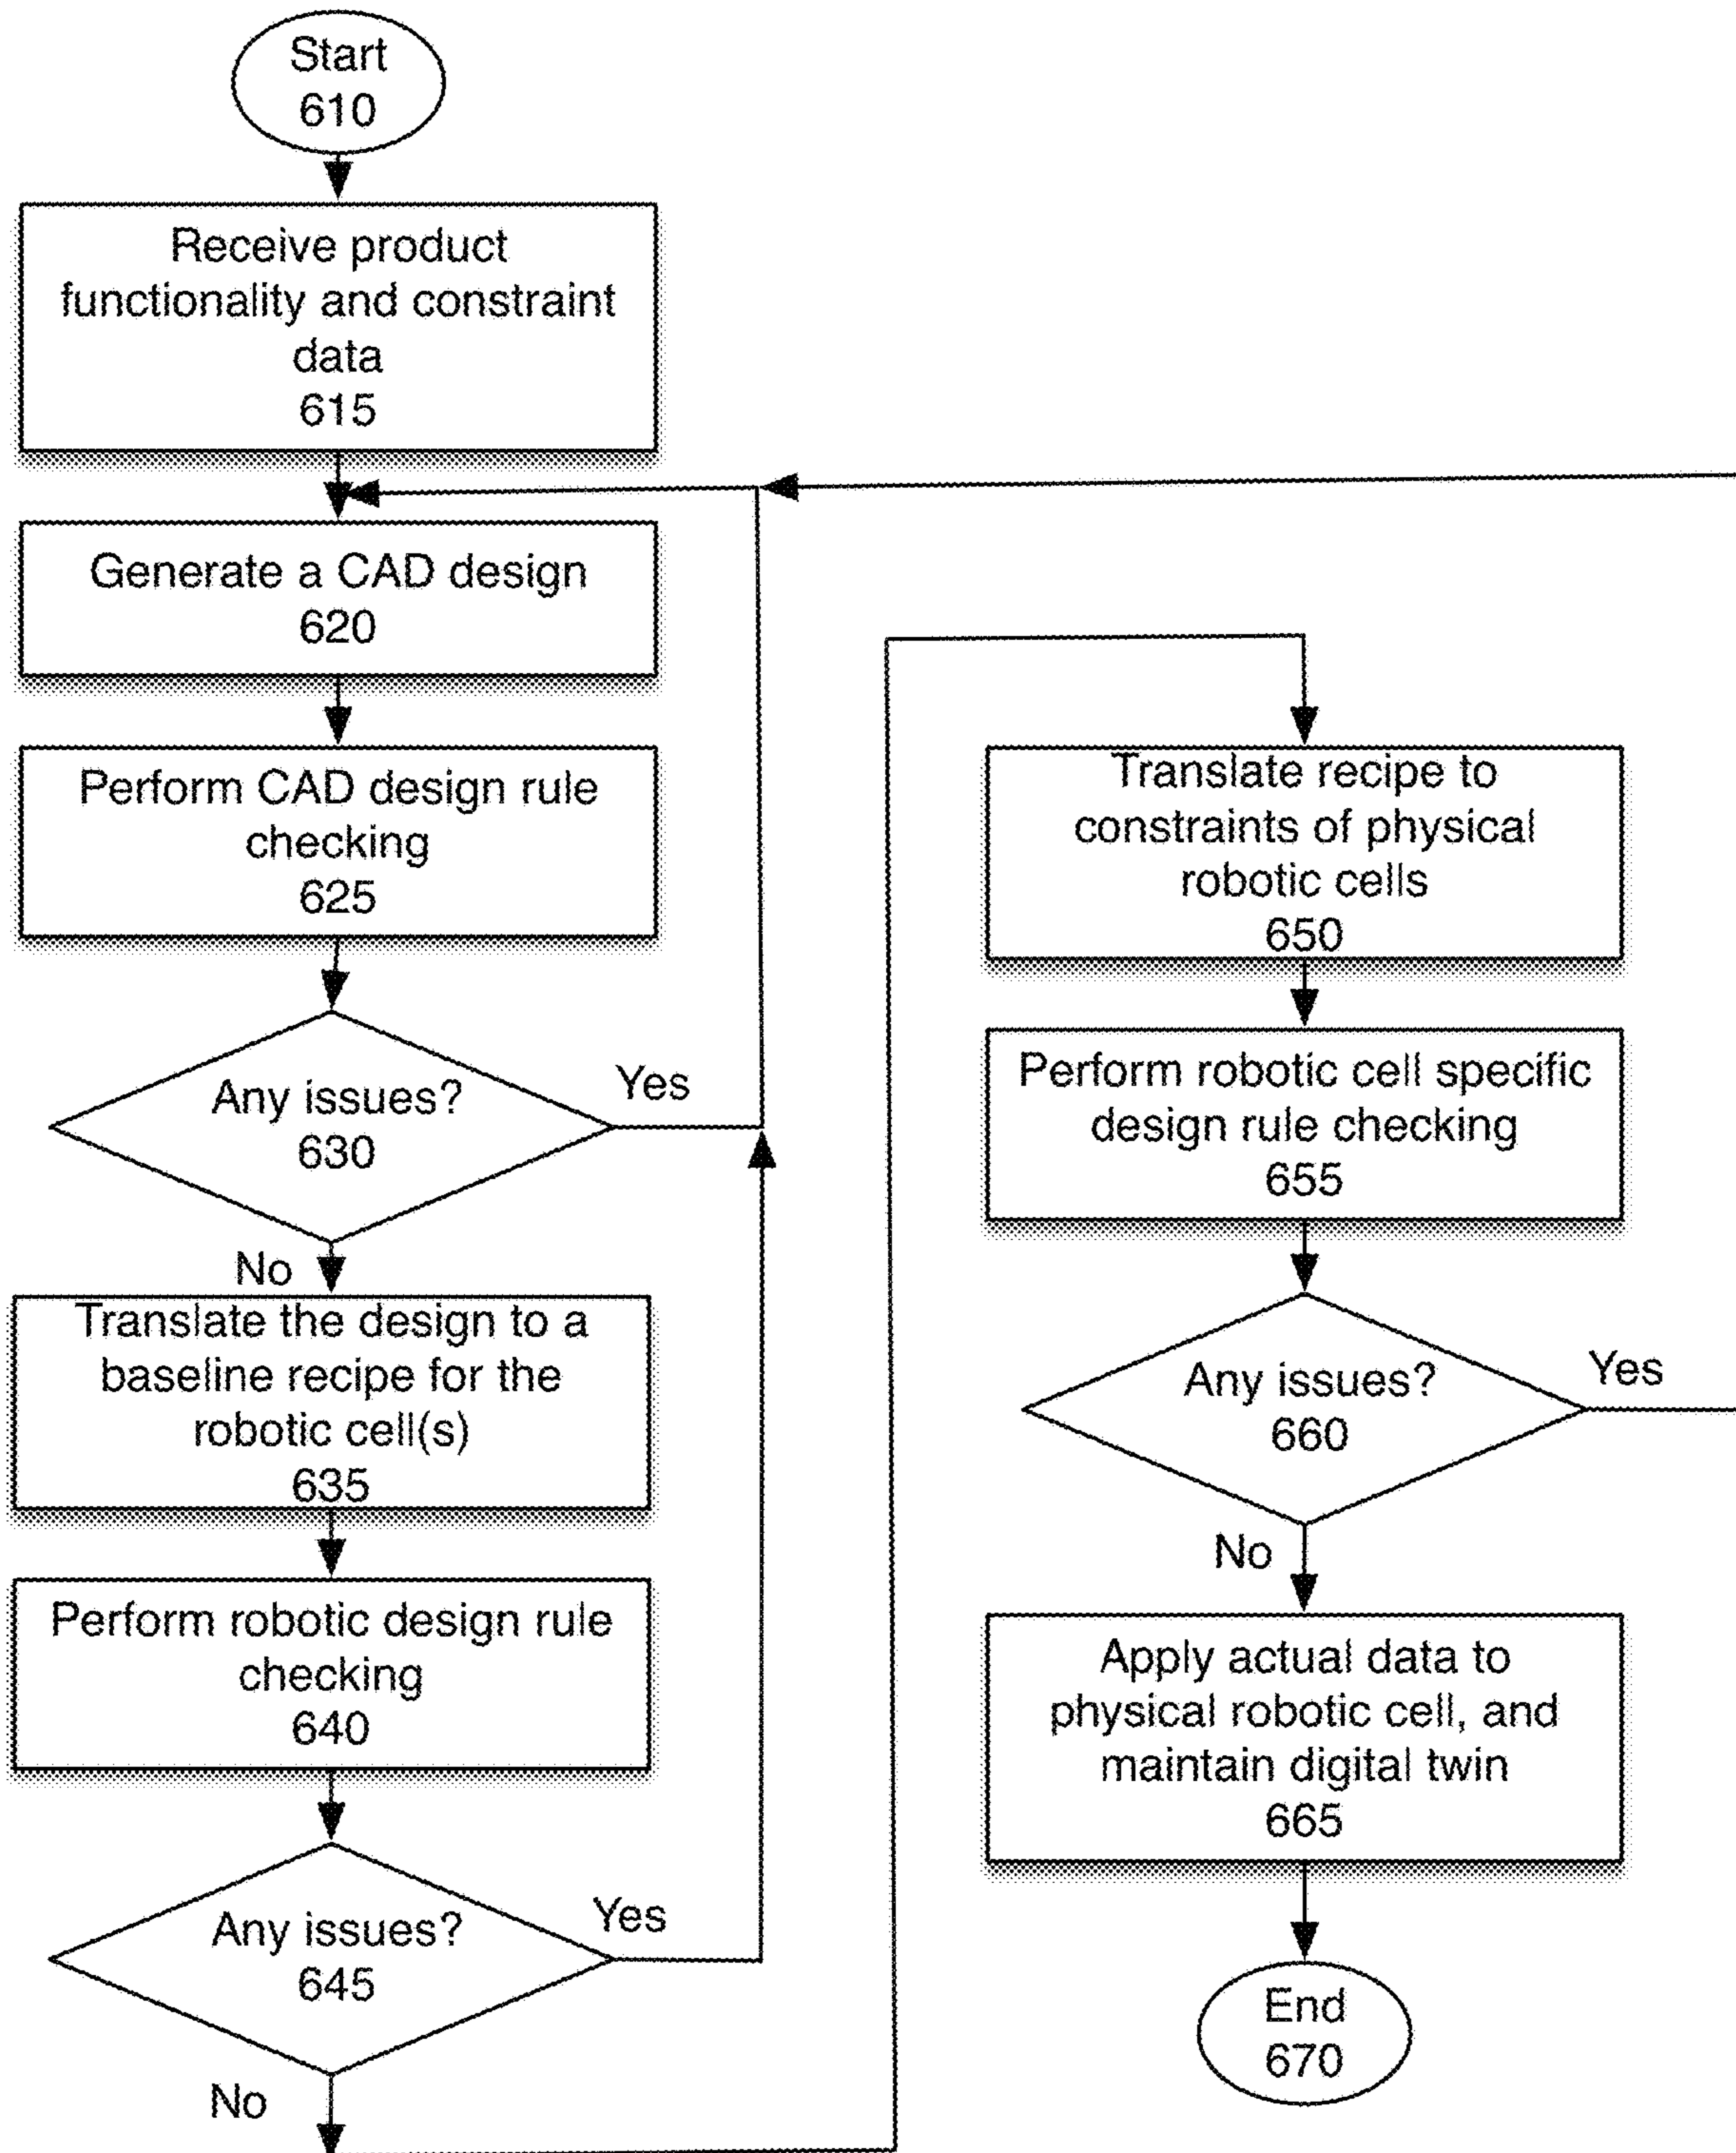 Start
610
Receive product
functionality and constraint
data
615
Generate a CAD design
620
Perform CAD design rule
checking
625
Any issues?
630
Yes
No
Translate the design to a
baseline recipe for the
robotic cell(s)
635
Perform robotic design rule
checking
640
Any issues?
645
Yes
No
Translate recipe to
constraints of physical
robotic cells
650
Perform robotic cell specific
design rule checking
655
Any issues?
660
Yes
No
Apply actual data to
physical robotic cell, and
maintain digital twin
665
End
670